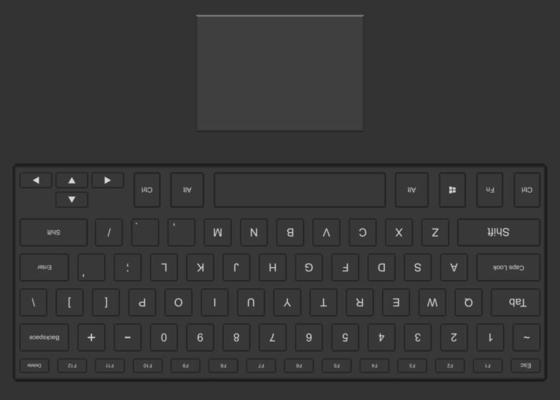 Esc F1 F2 F3 F4 F5 F6 F7 F8 F9 F10 F11 F12 Delete
~ 1 2 3 4 5 6 7 8 9 0 - + Backspace
Tab Q W E R T Y U I O P [ ] \
Caps Lock A S D F G H J K L ; ' Enter
Shift Z X C V B N M , . / Shift
Ctrl Fn Alt Alt Ctrl